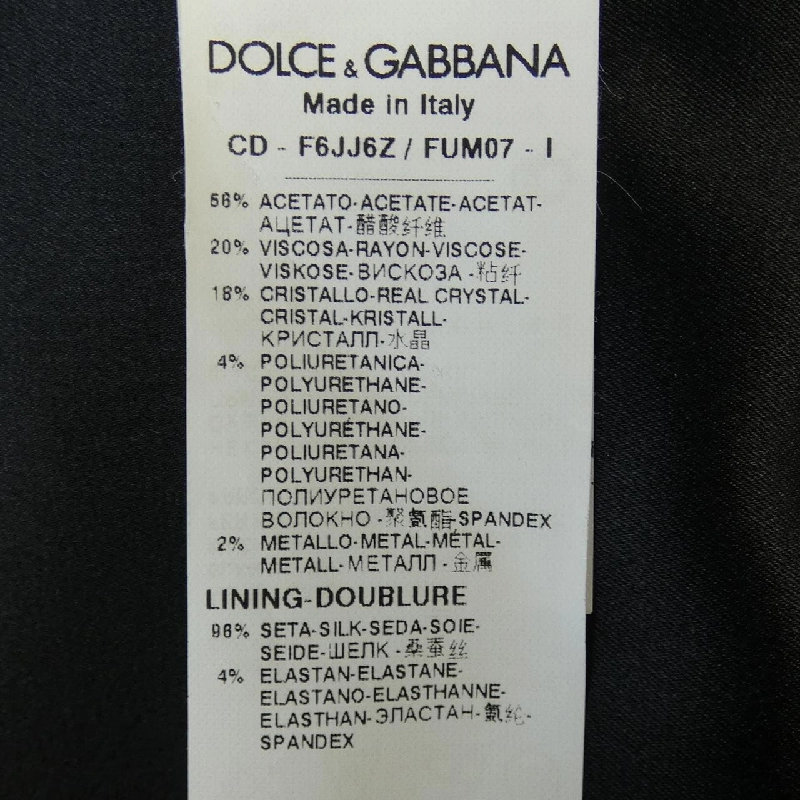 DOLCE & GABBANA
Made in Italy
CD - F6JJ6Z / FUM07 - I
56% ACETATO-ACETATE-ACETAT-
АЦЕТАТ-醋酸纤维
20% VISCOSA-RAYON-VISCOSE-
VISKOSE-ВИСКОЗА-粘纤
18% CRISTALLO-REAL CRYSTAL-
CRISTAL-KRISTALL-
КРИСТАЛЛ-水晶
4% POLIURETANICA-
POLYURETHANE-
POLIURETANO-
POLYURÉTHANE-
POLIURETANA-
POLYURETHAN-
ПОЛИУРЕТАНОВОЕ
ВОЛОКНО-聚氨酯-SPANDEX
2% METALLO-METAL-MÉTAL-
METALL-МЕТАЛЛ-金属
LINING-DOUBLURE
96% SETA-SILK-SEDA-SOIE-
SEIDE-ШЕЛК-桑蚕丝
4% ELASTAN-ELASTANE-
ELASTANO-ELASTHANNE-
ELASTHAN-ЭЛАСТАН-氨纶-
SPANDEX